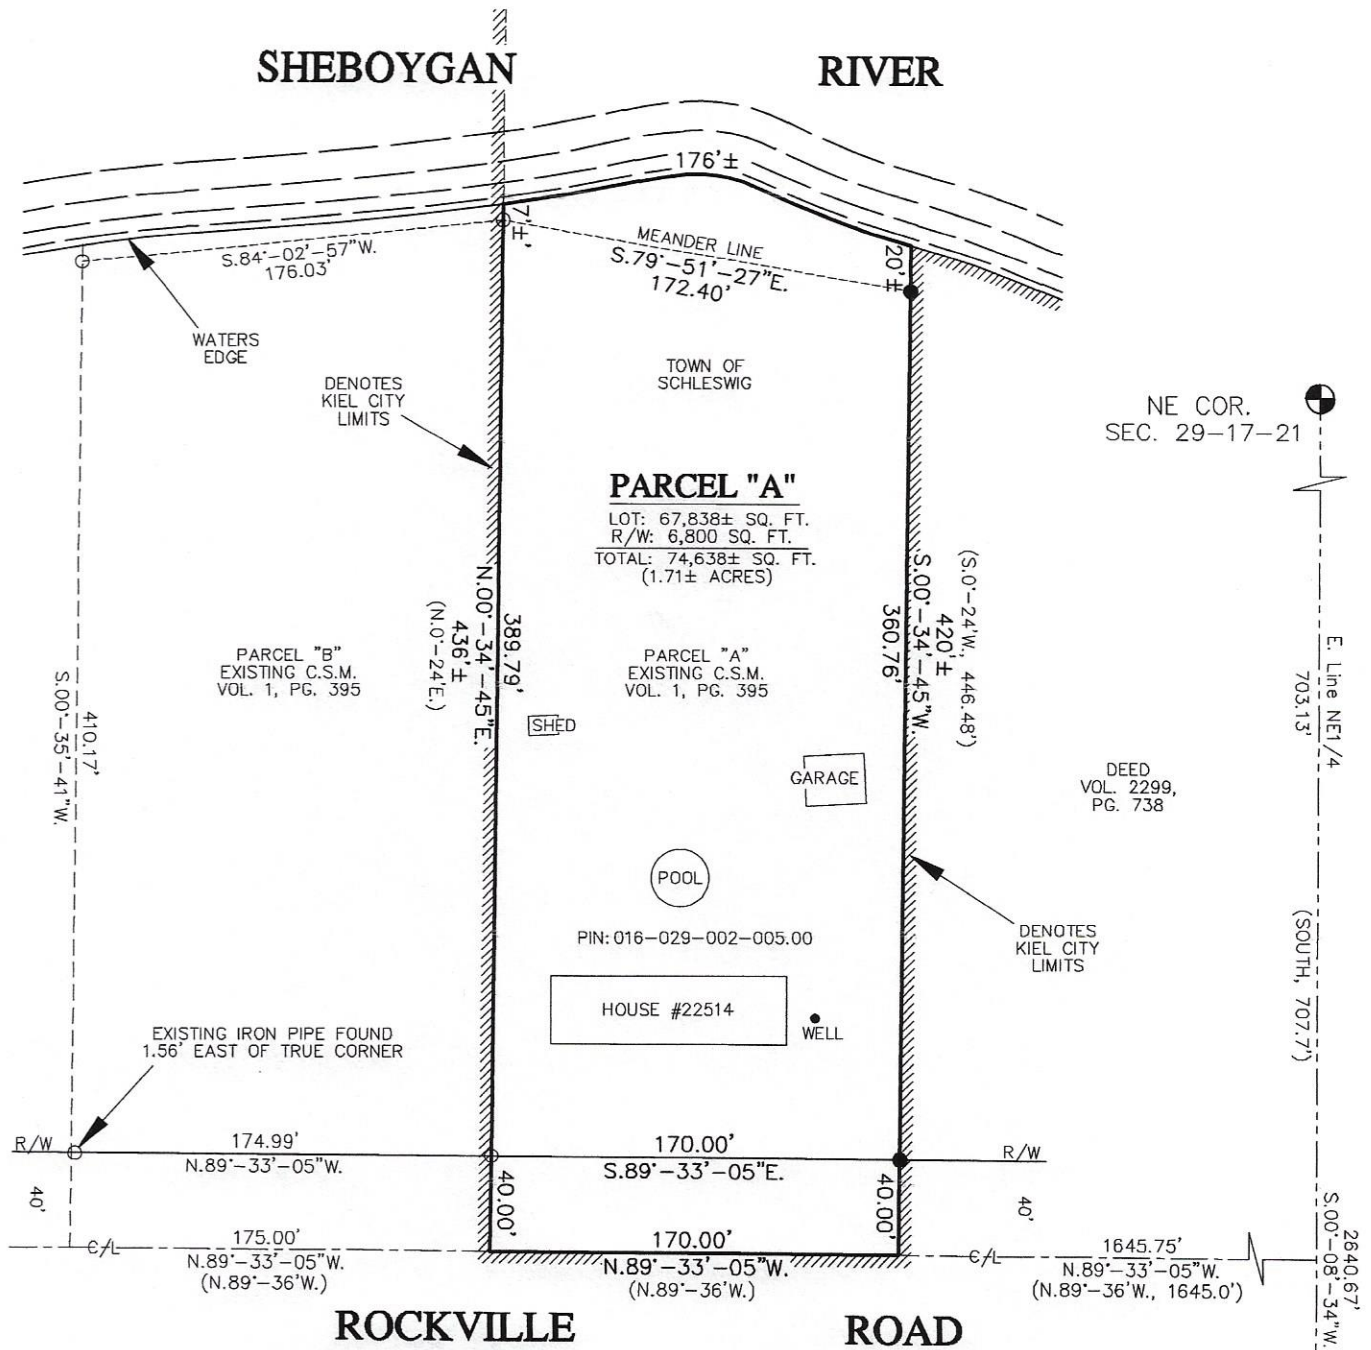 SHEBOYGAN RIVER
176'±
7'±'
20'±
MEANDER LINE
S.79°-51'-27"E.
172.40'
S.84°-02'-57"W.
176.03'
WATERS
EDGE
DENOTES
KIEL CITY
LIMITS
TOWN OF
SCHLESWIG
NE COR.
SEC. 29-17-21
PARCEL "A"
LOT: 67,838± SQ. FT.
R/W: 6,800 SQ. FT.
TOTAL: 74,638± SQ. FT.
(1.71± ACRES)
389.79'
N.00°-34'-45"E.
436'±
(N.0°-24'E.)
(S.0°-24'W., 446.48')
420'±
S.00°-34'-45"W.
360.76'
PARCEL "B"
EXISTING C.S.M.
VOL. 1, PG. 395
PARCEL "A"
EXISTING C.S.M.
VOL. 1, PG. 395
410.17'
S.00°-35'-41"W.
E. Line NE1/4
703.13'
SHED
GARAGE
DEED
VOL. 2299,
PG. 738
POOL
PIN: 016-029-002-005.00
DENOTES
KIEL CITY
LIMITS
(SOUTH, 707.7')
HOUSE #22514
WELL
EXISTING IRON PIPE FOUND
1.56' EAST OF TRUE CORNER
R/W
174.99'
N.89°-33'-05"W.
170.00'
S.89°-33'-05"E.
R/W
40'
40.00'
40.00'
40'
C/L
175.00'
N.89°-33'-05"W.
(N.89°-36'W.)
170.00'
N.89°-33'-05"W.
(N.89°-36'W.)
C/L
1645.75'
N.89°-33'-05"W.
(N.89°-36'W., 1645.0')
2640.67'
S.00°-08'-34"W.
ROCKVILLE ROAD